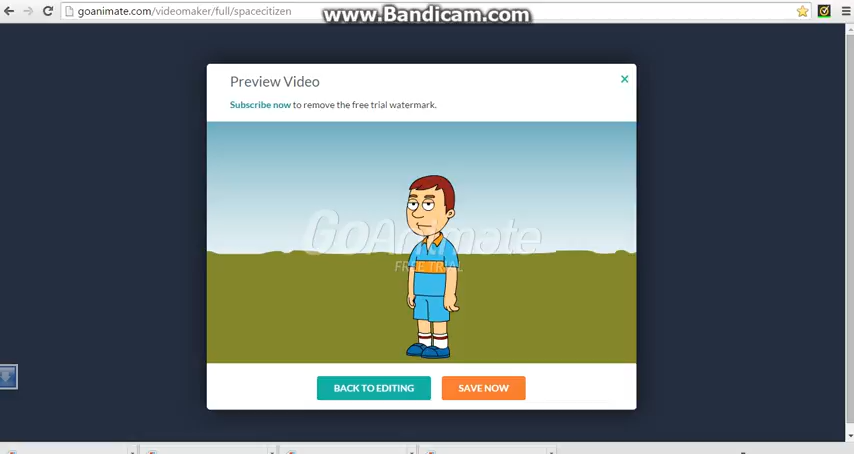 goanimate.com/videomaker/full/spacecitizen
www.Bandicam.com
Preview Video
Subscribe now to remove the free trial watermark.
GoAnimate
FREE TRIAL
BACK TO EDITING
SAVE NOW